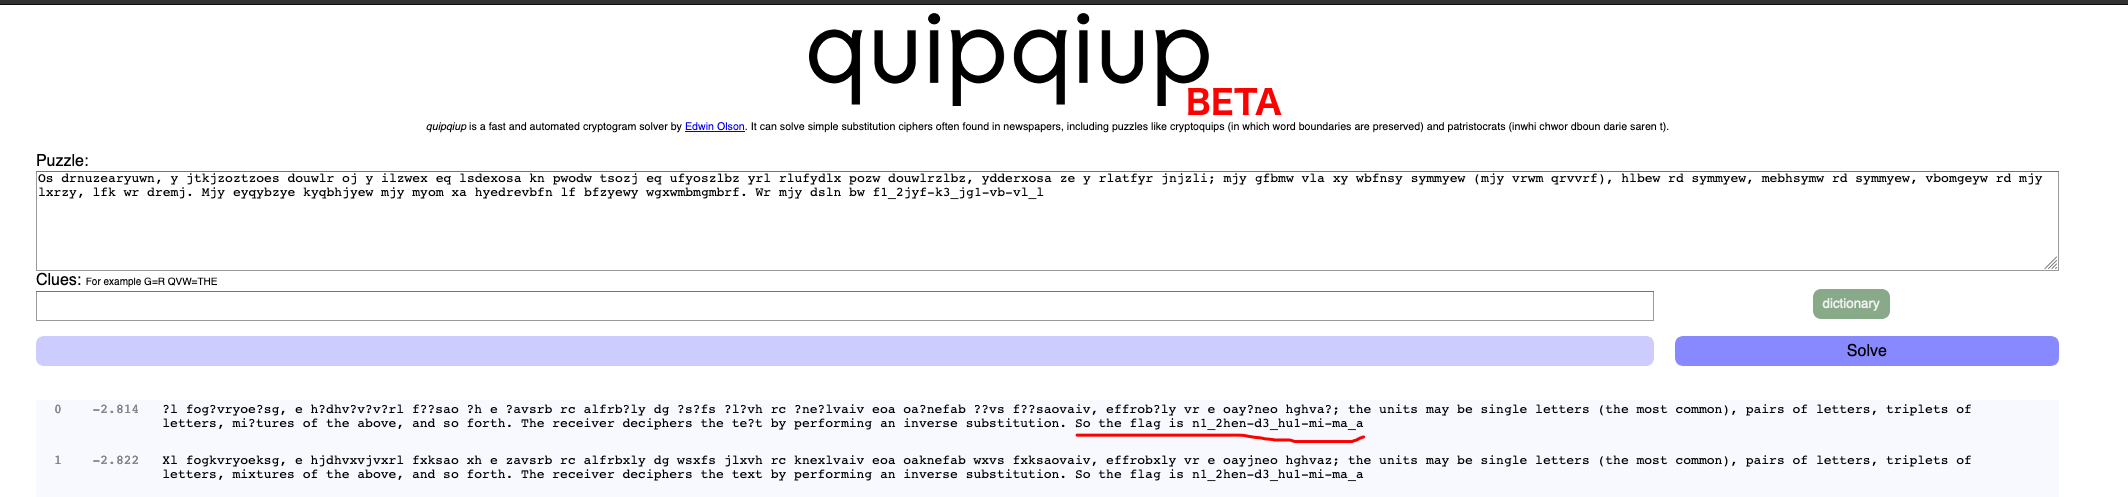 quipqiup
BETA
quipqiup is a fast and automated cryptogram solver by Edwin Olson. It can solve simple substitution ciphers often found in newspapers, including puzzles like cryptoquips (in which word boundaries are preserved) and patristocrats (inwhi chwor dboun darie saren t).
Puzzle:
Os drnuzearyuwn, y jtkjzoztzoes douwlr oj y ilzwex eq lsdexosa kn pwodw tsozj eq ufyoszlbz yrl rlufydlx pozw douwlrzlbz, ydderxosa ze y rlatfyr jnjzli; mjy gfbmw vla xy wbfnsy symmyew (mjy vrwm qrvvrf), hlbew rd symmyew, mebhsymw rd symmyew, vbomgeyw rd mjy
lxrzy, lfk wr dremj. Mjy eyqybzye kyqbhjyew mjy myom xa hyedrevbfn lf bfzyewy wgxwmbmgmbrf. Wr mjy dsln bw f1_2jyf-k3_jg1-vb-vl_l
Clues: For example G=R QVW=THE
dictionary
Solve
0 -2.814 ?l fog?vryoe?sg, e h?dhv?v?v?rl f??sao ?h e ?avsrb rc alfrb?ly dg ?s?fs ?l?vh rc ?ne?lvaiv eoa oa?nefab ??vs f??saovaiv, effrob?ly vr e oay?neo hghva?; the units may be single letters (the most common), pairs of letters, triplets of
letters, mi?tures of the above, and so forth. The receiver deciphers the te?t by performing an inverse substitution. So the flag is n1_2hen-d3_hu1-mi-ma_a
1 -2.822 Xl fogkvryoeksg, e hjdhvxvjvxrl fxksao xh e zavsrb rc alfrbxly dg wsxfs jlxvh rc knexlvaiv eoa oaknefab wxvs fxksaovaiv, effrobxly vr e oayjneo hghvaz; the units may be single letters (the most common), pairs of letters, triplets of
letters, mixtures of the above, and so forth. The receiver deciphers the text by performing an inverse substitution. So the flag is n1_2hen-d3_hu1-mi-ma_a